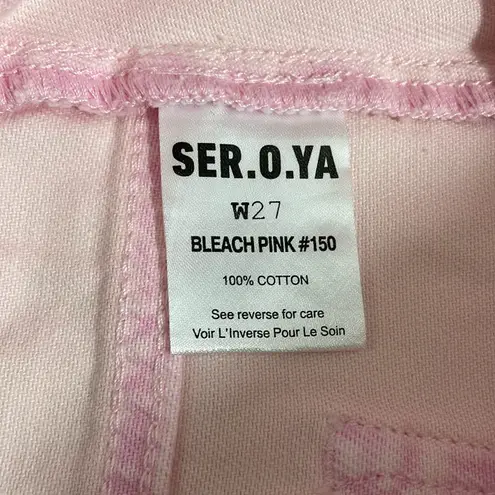 SER.O.YA
W27
BLEACH PINK #150
100% COTTON
See reverse for care
Voir L'Inverse Pour Le Soin